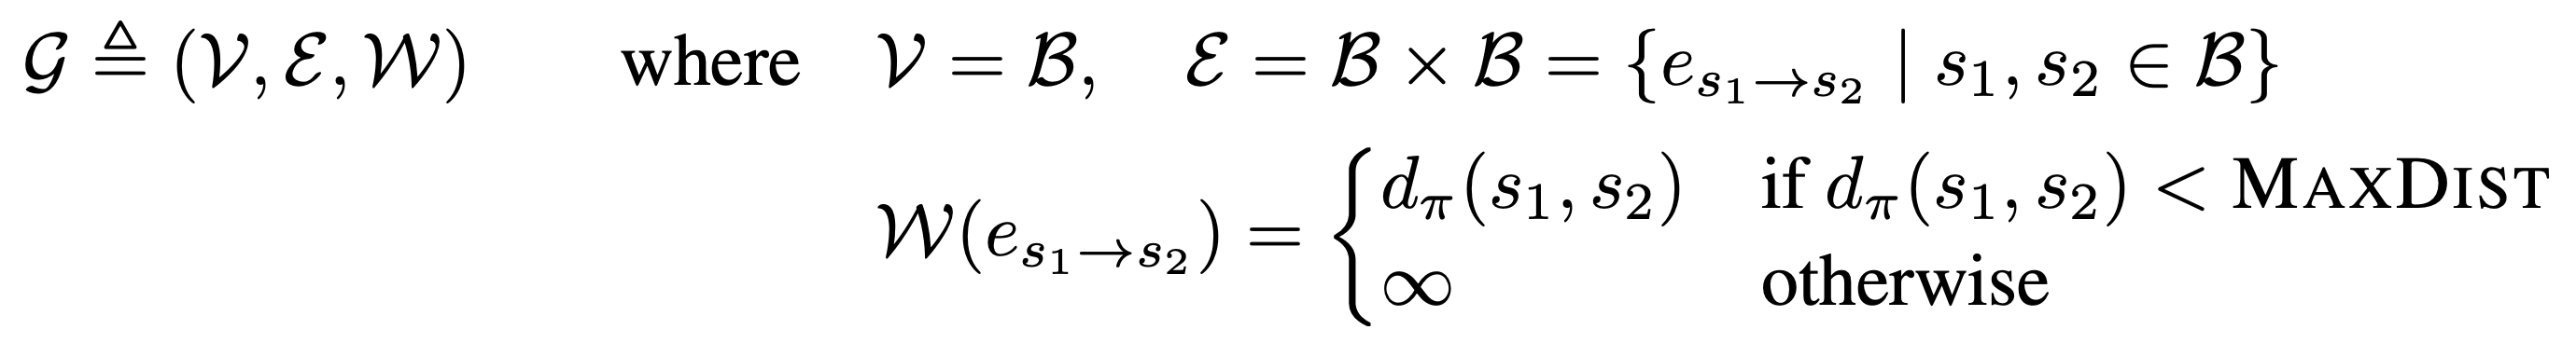 𝒢 ≜ (𝒱, ℰ, 𝒲) where 𝒱 = ℬ, ℰ = ℬ × ℬ = {e_{s₁→s₂} | s₁, s₂ ∈ ℬ}
𝒲(e_{s₁→s₂}) = { d_π(s₁, s₂) if d_π(s₁, s₂) < MAXDIST
∞ otherwise